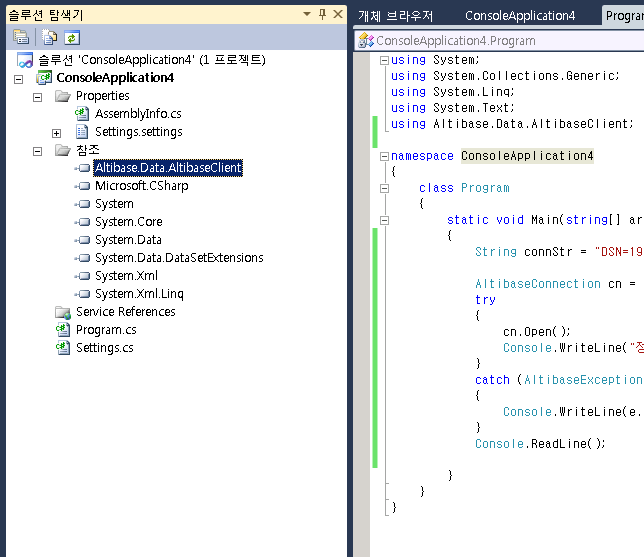 솔루션 탐색기
솔루션 'ConsoleApplication4' (1 프로젝트)
ConsoleApplication4
Properties
AssemblyInfo.cs
Settings.settings
참조
Altibase.Data.AltibaseClient
Microsoft.CSharp
System
System.Core
System.Data
System.Data.DataSetExtensions
System.Xml
System.Xml.Linq
Service References
Program.cs
Settings.cs
개체 브라우저 ConsoleApplication4 Program
ConsoleApplication4.Program
using System;
using System.Collections.Generic;
using System.Linq;
using System.Text;
using Altibase.Data.AltibaseClient;
namespace ConsoleApplication4
{
class Program
{
static void Main(string[] ar
{
String connStr = "DSN=19
AltibaseConnection cn =
try
{
cn.Open();
Console.WriteLine("정
}
catch (AltibaseException
{
Console.WriteLine(e.
}
Console.ReadLine();
}
}
}